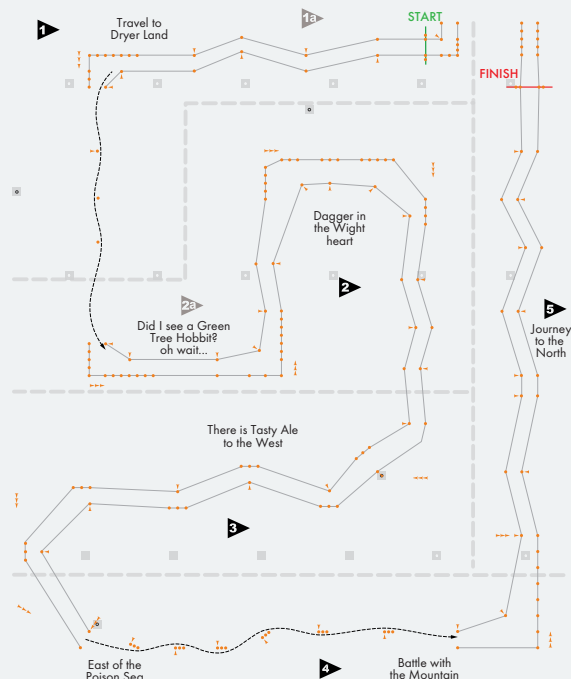 1
Travel to
Dryer Land
1a
START
FINISH
Dagger in
the Wight
heart
2
2a
Did I see a Green
Tree Hobbit?
oh wait...
5
Journey
to the
North
There is Tasty Ale
to the West
3
East of the
Poison Sea
4
Battle with
the Mountain